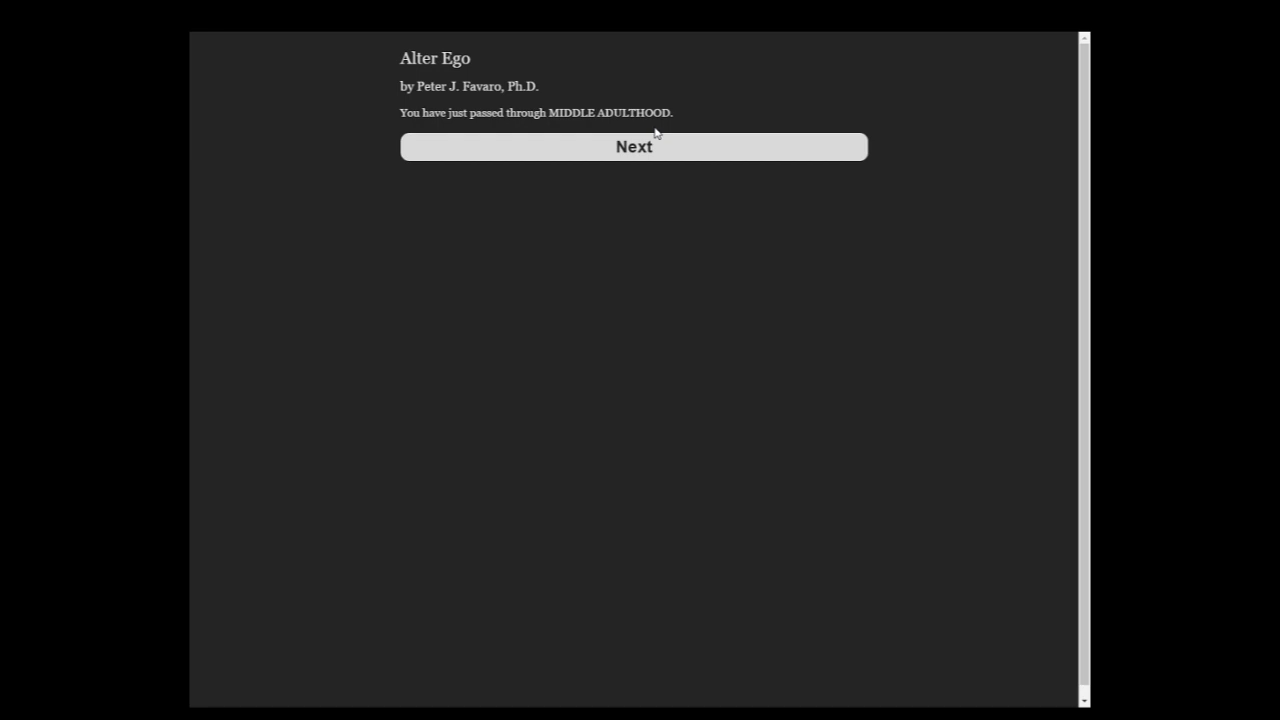 Alter Ego
by Peter J. Favaro, Ph.D.
You have just passed through MIDDLE ADULTHOOD.
Next